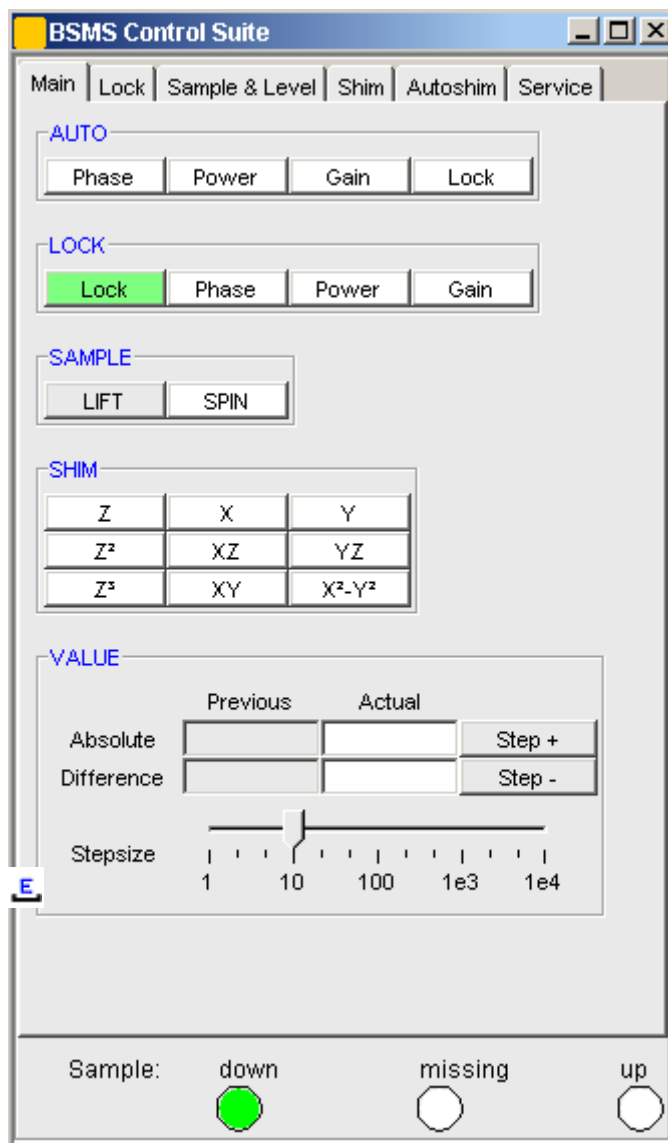 BSMS Control Suite
Main Lock Sample & Level Shim Autoshim Service
AUTO
Phase Power Gain Lock
LOCK
Lock Phase Power Gain
SAMPLE
LIFT SPIN
SHIM
Z X Y
Z² XZ YZ
Z³ XY X²-Y²
VALUE
Previous Actual
Absolute Step +
Difference Step -
Stepsize
1 10 100 1e3 1e4
E
Sample: down missing up